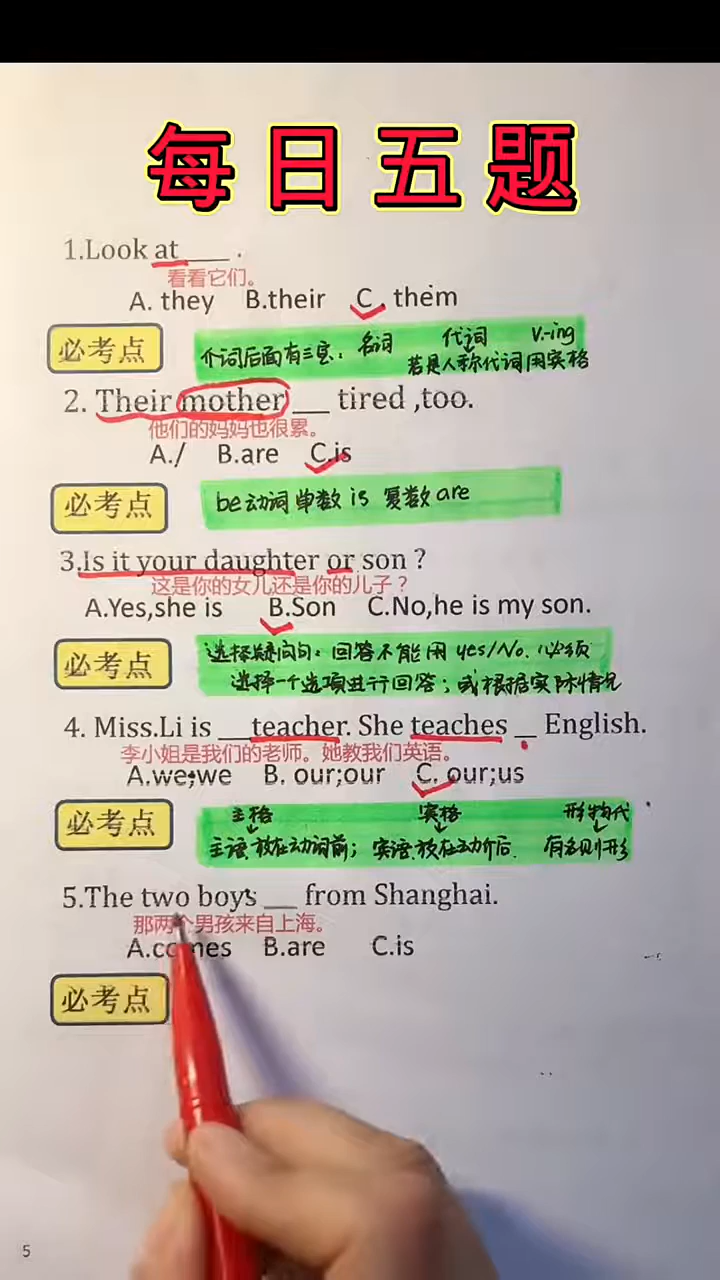 每日五题
1.Look at____ .
看看它们。
A. they B.their C. them
必考点
介词后面有三宝：名词 代词 V-ing
若是人称代词用宾格
2. Their mother ___ tired ,too.
他们的妈妈也很累。
A./ B.are C.is
必考点
be动词单数 is 复数 are
3.Is it your daughter or son ?
这是你的女儿还是你的儿子？
A.Yes,she is B.Son C.No,he is my son.
必考点
选择疑问句：回答不能用 yes/No. 必须
选择一个选项进行回答；或根据实际情况
4. Miss.Li is ___teacher. She teaches __ English.
李小姐是我们的老师。她教我们英语。
A.we;we B. our;our C. our;us
必考点
主格 宾格 形物代
主语.放在动词前； 宾语.放在动介后. 有名则形
5.The two boys ___ from Shanghai.
那两个男孩来自上海。
A.comes B.are C.is
必考点
5